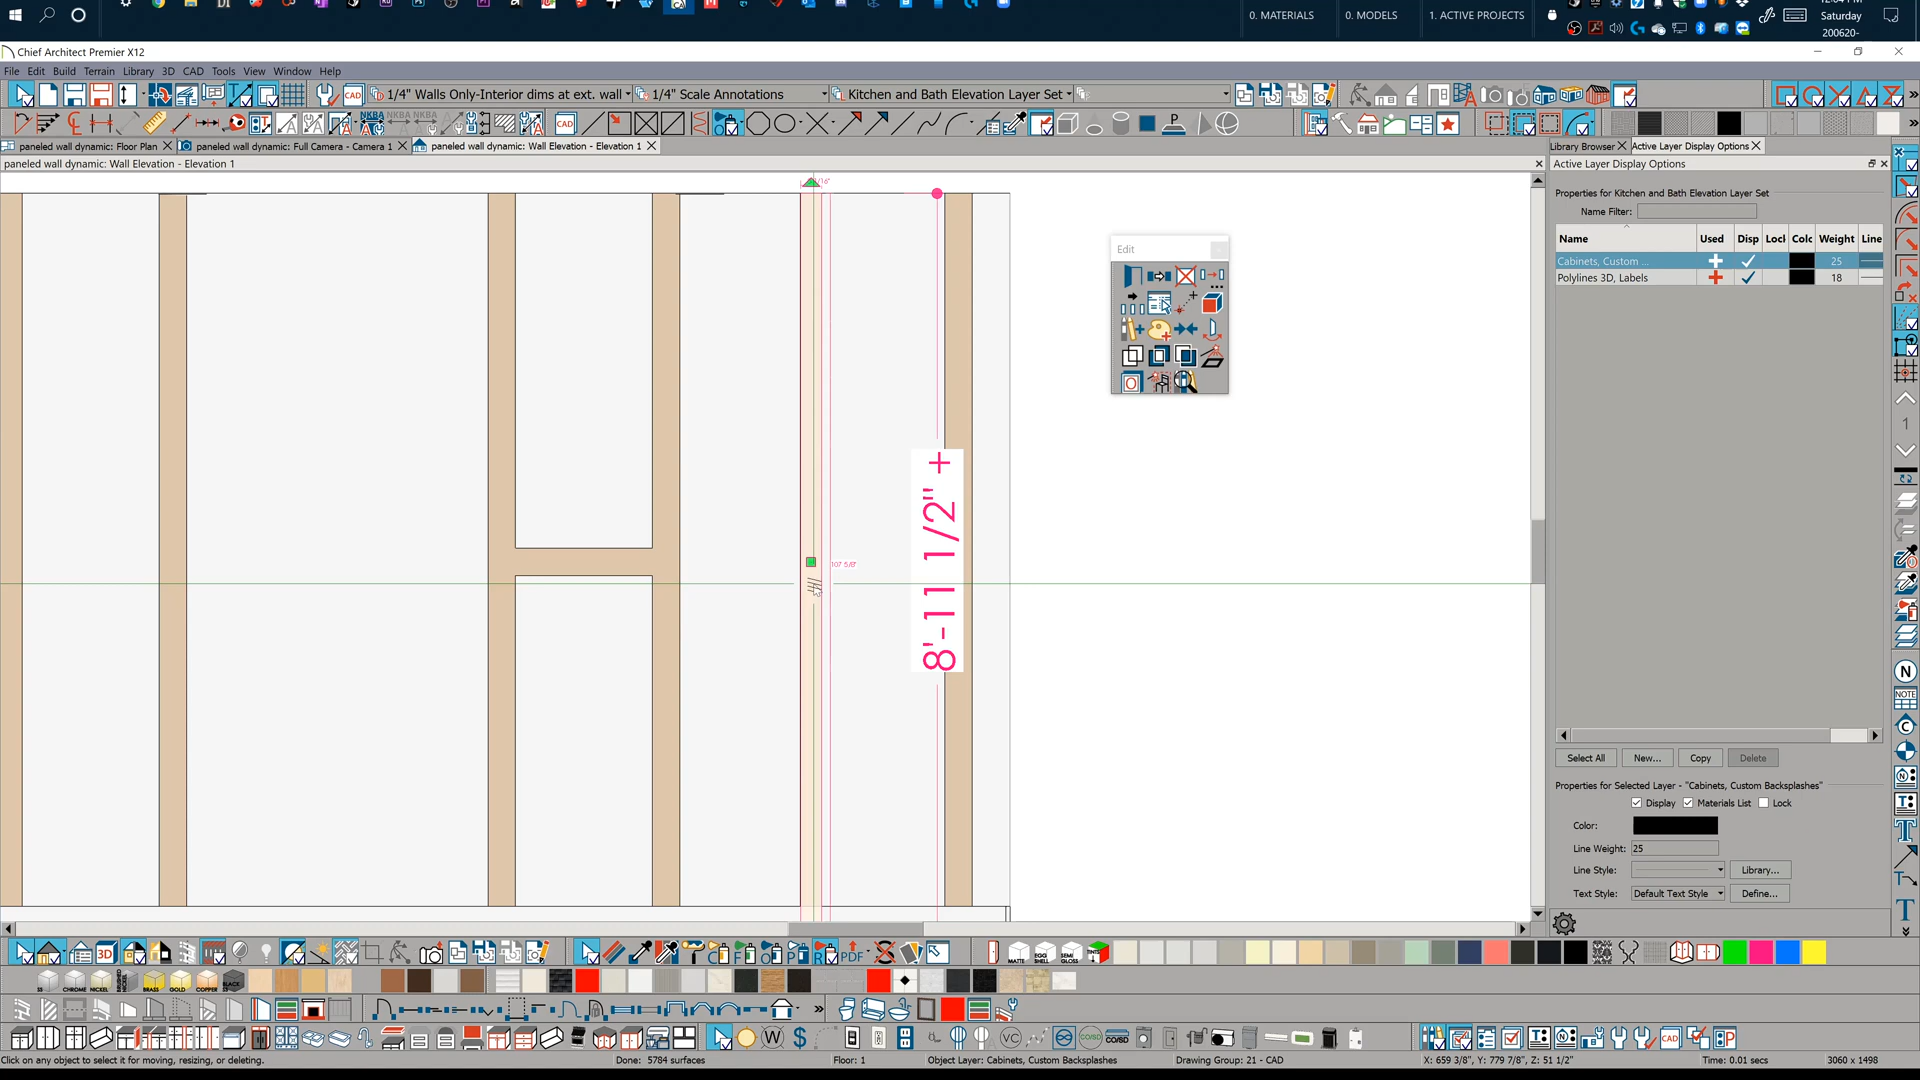 0. MATERIALS
0. MODELS
1. ACTIVE PROJECTS
Saturday
200620-
Chief Architect Premier X12
File Edit Build Terrain Library 3D CAD Tools View Window Help
1/4" Walls Only-Interior dims at ext. wall
1/4" Scale Annotations
Kitchen and Bath Elevation Layer Set
paneled wall dynamic: Floor Plan
paneled wall dynamic: Full Camera - Camera 1
paneled wall dynamic: Wall Elevation - Elevation 1
Library Browser
Active Layer Display Options
paneled wall dynamic: Wall Elevation - Elevation 1
Active Layer Display Options
Properties for Kitchen and Bath Elevation Layer Set
Name Filter:
Name Used Disp Lock Colc Weight Line
Cabinets, Custom ... 25
Polylines 3D, Labels 18
Edit
107 5/8"
8'-11 1/2" +
1
Select All New... Copy Delete
Properties for Selected Layer - "Cabinets, Custom Backsplashes"
Display Materials List Lock
Color:
Line Weight: 25
Line Style: Library...
Text Style: Default Text Style Define...
N
NOTE
Click on any object to select it for moving, resizing, or deleting.
Done: 5784 surfaces
Floor: 1
Object Layer: Cabinets, Custom Backsplashes
Drawing Group: 21 - CAD
X: 659 3/8", Y: 779 7/8", Z: 51 1/2"
Time: 0.01 secs
3060 x 1498